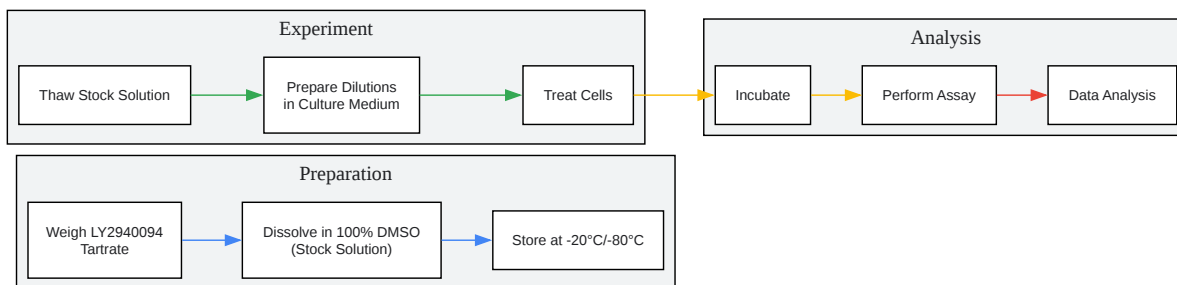 Experiment
Thaw Stock Solution
Prepare Dilutions
in Culture Medium
Treat Cells
Analysis
Incubate
Perform Assay
Data Analysis
Preparation
Weigh LY2940094
Tartrate
Dissolve in 100% DMSO
(Stock Solution)
Store at -20°C/-80°C